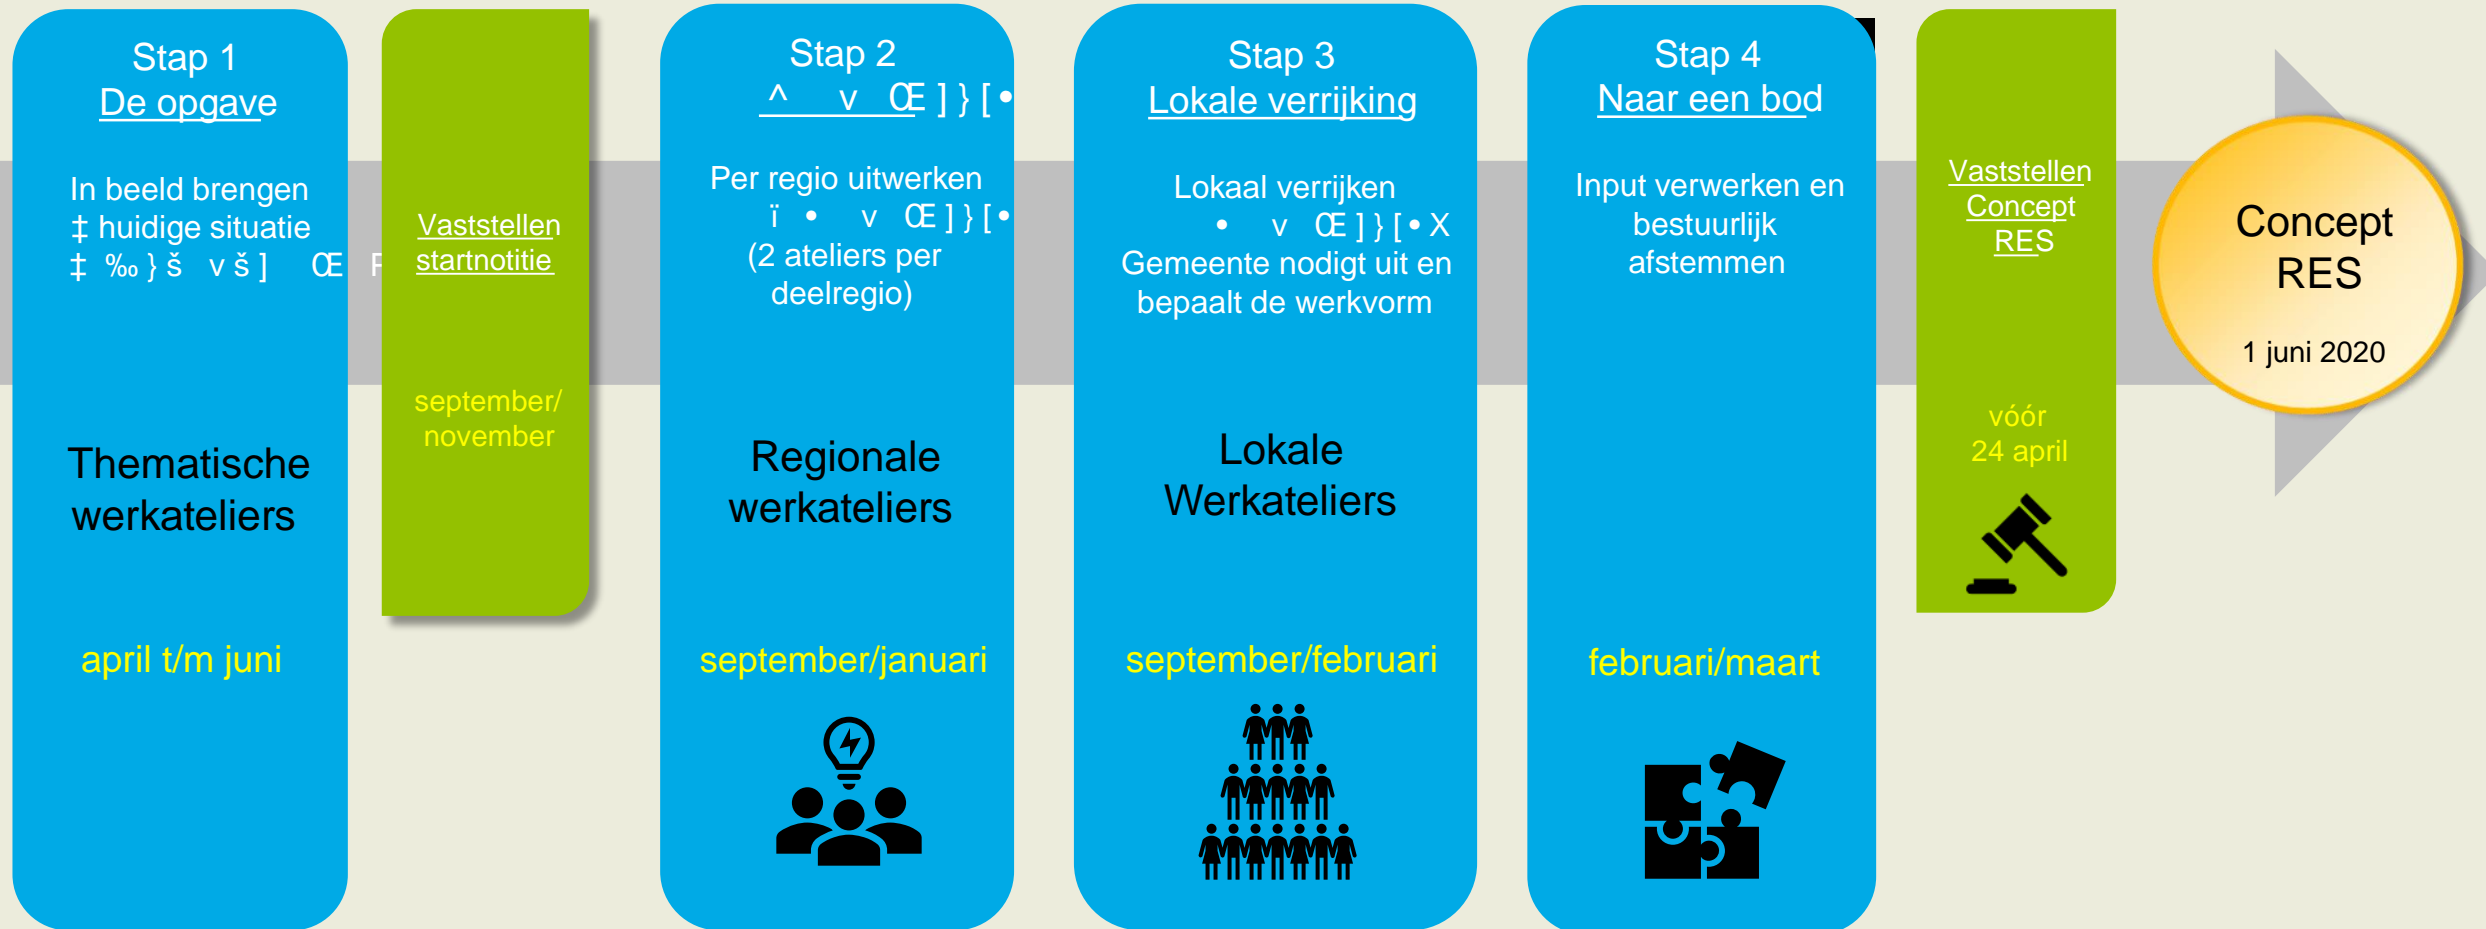 Stap 1
De opgave
In beeld brengen
‡ huidige situatie
‡
Thematische
werkateliers
april t/m juni
Vaststellen
startnotitie
september/
november
Stap 2
Per regio uitwerken
(2 ateliers per
deelregio)
Regionale
werkateliers
september/januari
Stap 3
Lokale verrijking
Lokaal verrijken
Gemeente nodigt uit en
bepaalt de werkvorm
Lokale
Werkateliers
september/februari
Stap 4
Naar een bod
Input verwerken en
bestuurlijk
afstemmen
februari/maart
Vaststellen
Concept
RES
vóór
24 april
Concept
RES
1 juni 2020